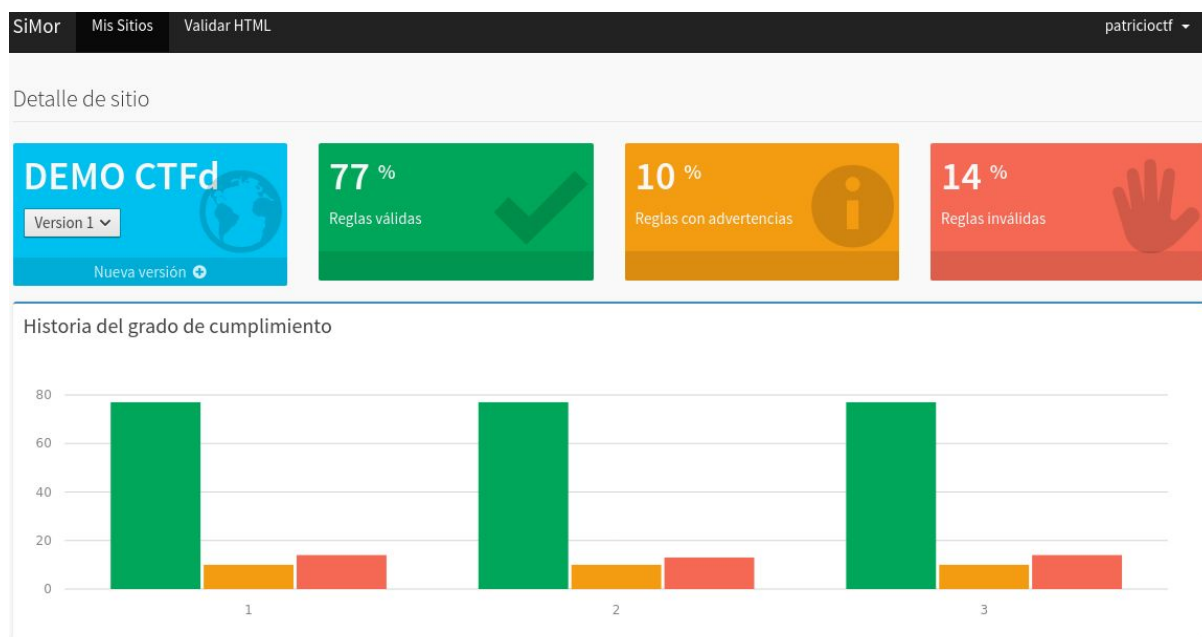 SiMor Mis Sitios Validar HTML patricioctf
Detalle de sitio
DEMO CTFd
Version 1
Nueva versión
77 %
Reglas válidas
10 %
Reglas con advertencias
14 %
Reglas inválidas
Historia del grado de cumplimiento
80
60
40
20
0
1 2 3